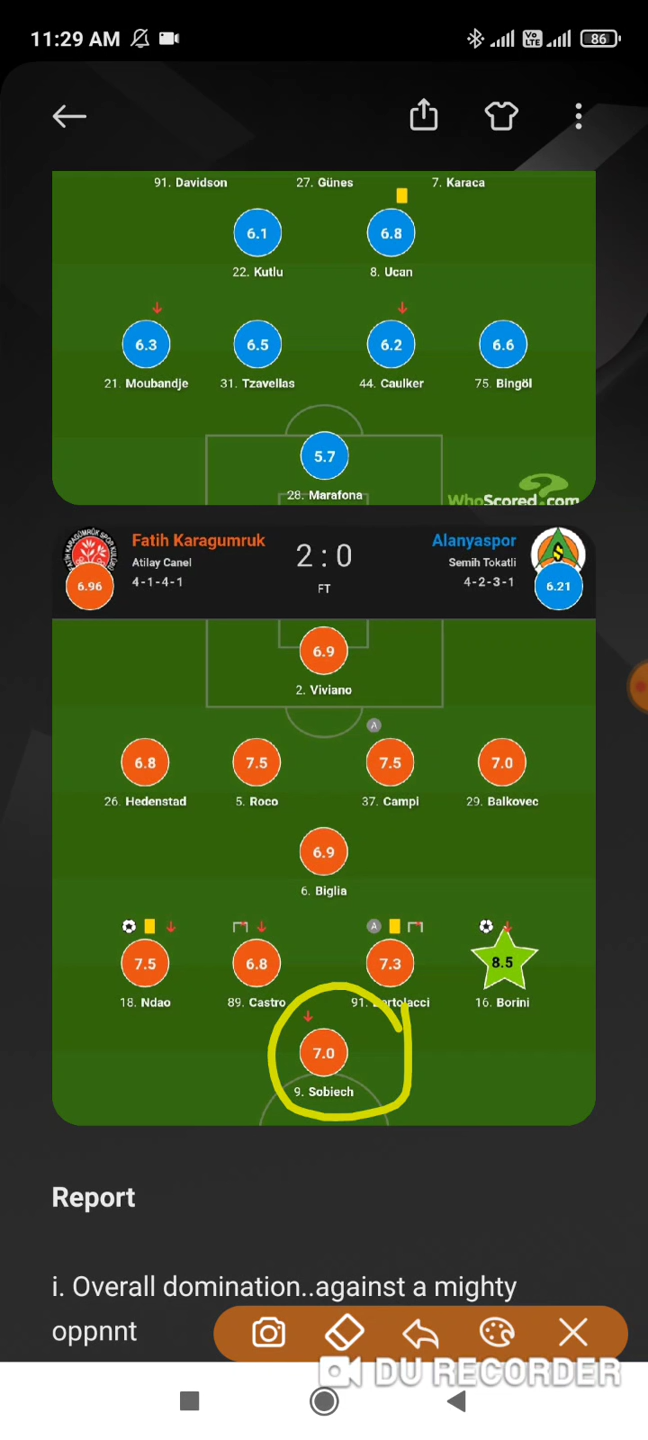 11:29 AM
Vo LTE
86
91. Davidson 27. Günes 7. Karaca
6.1 6.8
22. Kutlu 8. Ucan
6.3 6.5 6.2 6.6
21. Moubandje 31. Tzavellas 44. Caulker 75. Bingöl
5.7
28. Marafona
WhoScored.com
Fatih Karagumruk 2 : 0 Alanyaspor
Atilay Canel Semih Tokatli
4-1-4-1 FT 4-2-3-1
6.96 6.21
6.9
2. Viviano
A
6.8 7.5 7.5 7.0
26. Hedenstad 5. Roco 37. Campi 29. Balkovec
6.9
6. Biglia
A
7.5 6.8 7.3 8.5
18. Ndao 89. Castro 91. Bertolacci 16. Borini
7.0
9. Sobiech
Report
i. Overall domination..against a mighty
oppnnt
DU RECORDER